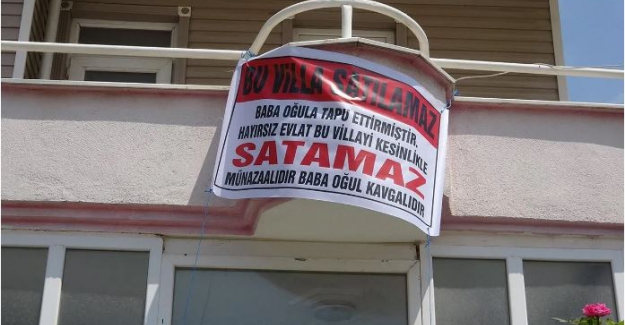 BU VİLLA SATILAMAZ
BABA OĞULA TAPU ETTİRMİŞTİR.
HAYIRSIZ EVLAT BU VİLLAYİ KESİNLİKLE
SATAMAZ
MÜNAZAALIDIR BABA OĞUL KAVGALIDIR